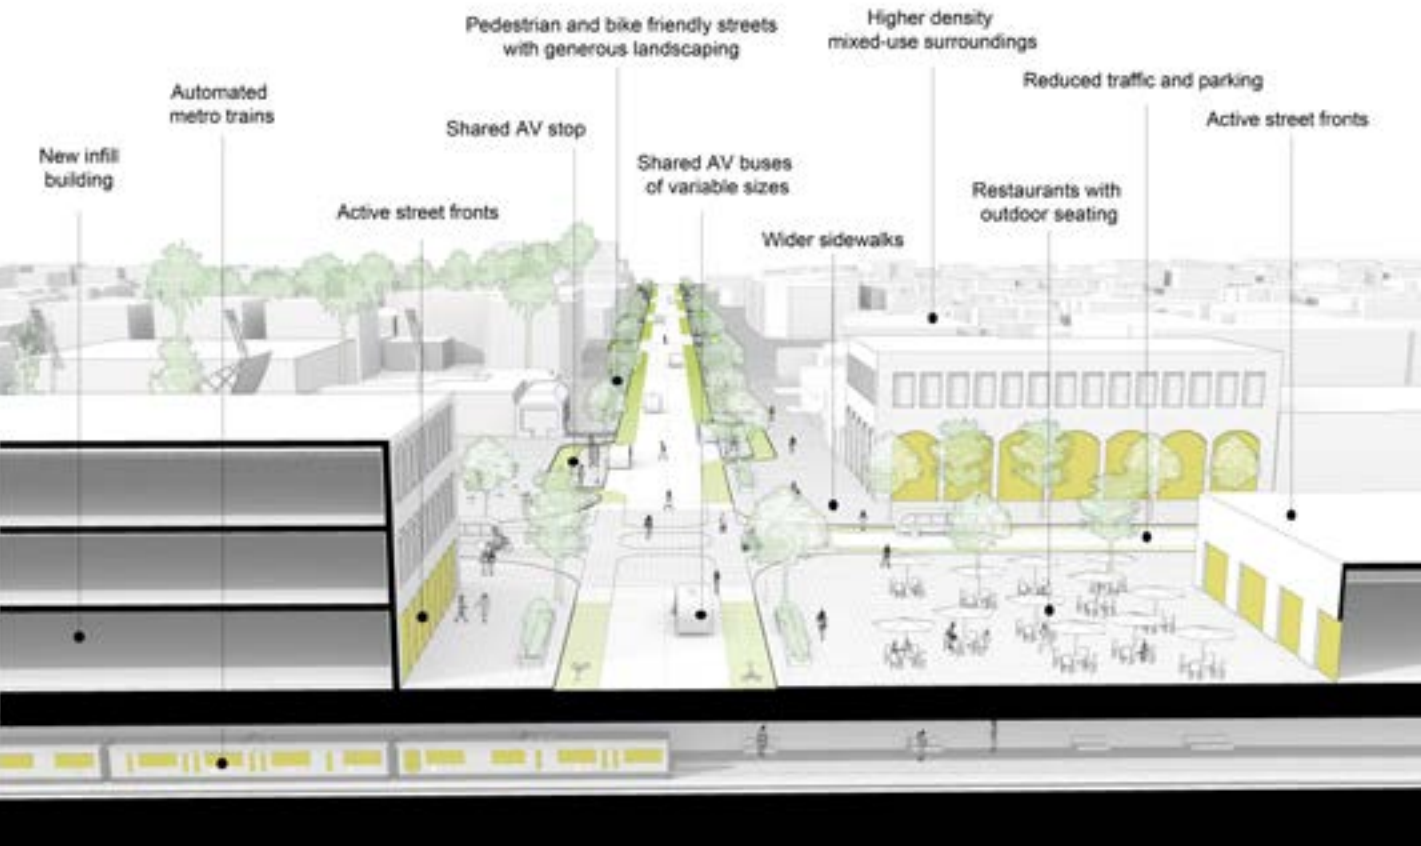 Pedestrian and bike friendly streets
with generous landscaping
Higher density
mixed-use surroundings
Reduced traffic and parking
Automated
metro trains
Active street fronts
Shared AV stop
New infill
building
Shared AV buses
of variable sizes
Restaurants with
outdoor seating
Active street fronts
Wider sidewalks